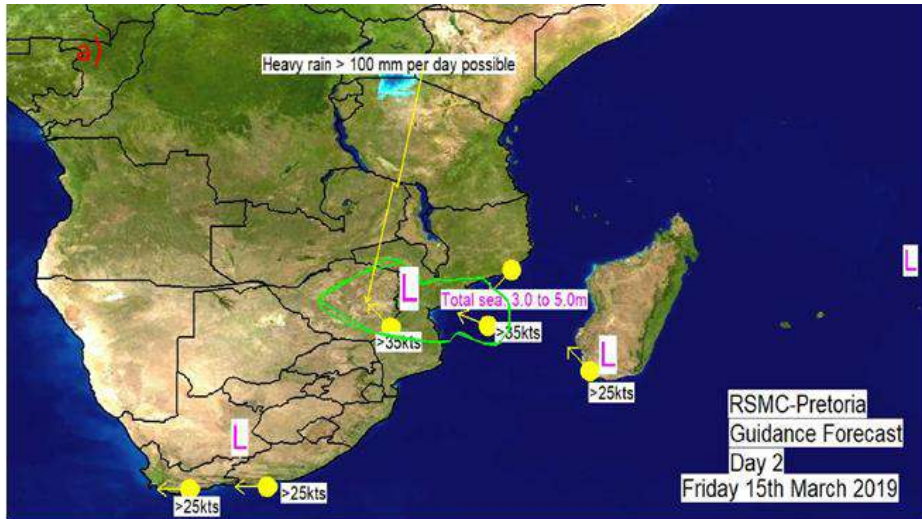 a)
Heavy rain > 100 mm per day possible
L
L
Total sea: 3.0 to 5.0m
>35kts
>35kts
L
>25kts
L
>25kts
>25kts
RSMC-Pretoria
Guidance Forecast
Day 2
Friday 15th March 2019